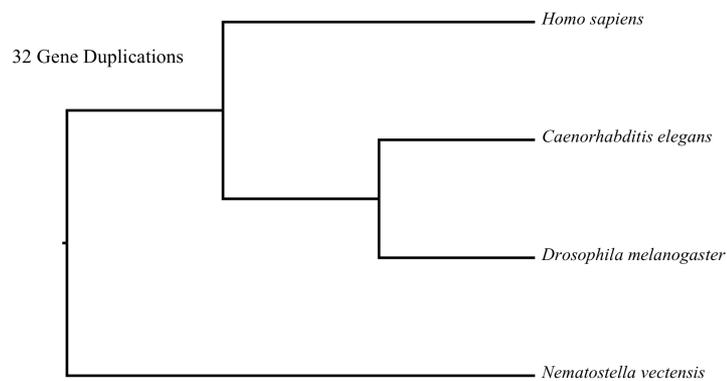 Homo sapiens
32 Gene Duplications
Caenorhabditis elegans
Drosophila melanogaster
Nematostella vectensis